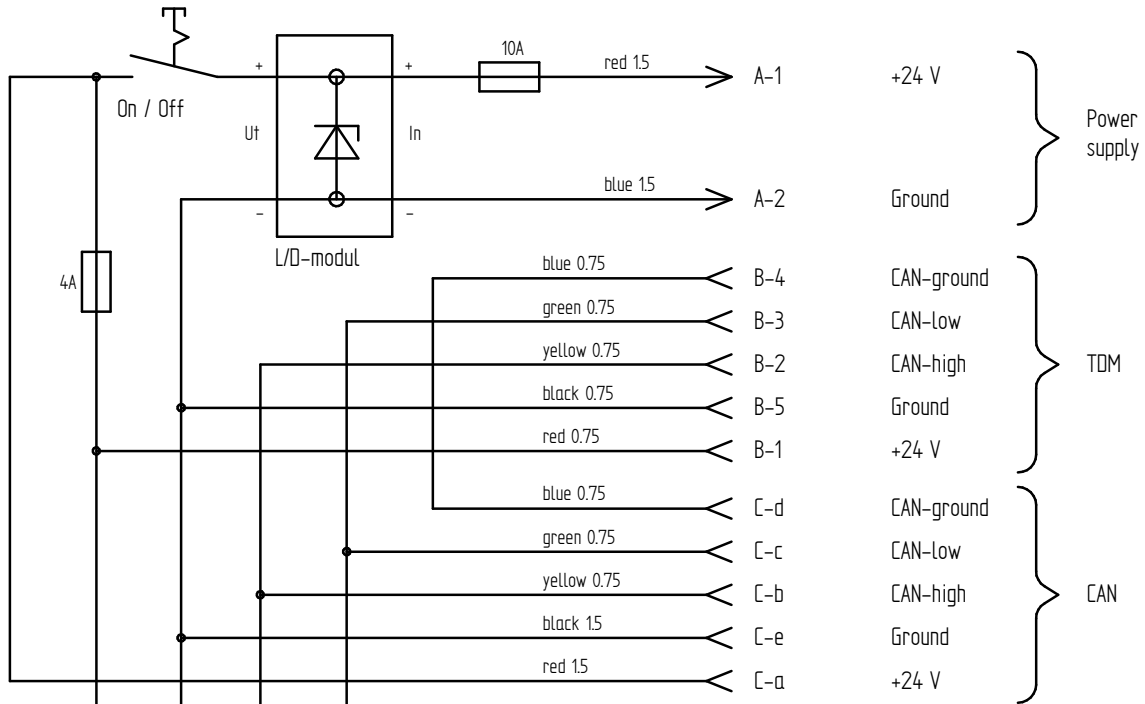 10A
red 1.5
A-1
+24 V
+
+
On / Off
Ut
In
Power
supply
blue 1.5
A-2
Ground
-
-
L/D-modul
4A
blue 0.75
B-4
CAN-ground
green 0.75
B-3
CAN-low
yellow 0.75
B-2
CAN-high
TDM
black 0.75
B-5
Ground
red 0.75
B-1
+24 V
blue 0.75
C-d
CAN-ground
green 0.75
C-c
CAN-low
yellow 0.75
C-b
CAN-high
CAN
black 1.5
C-e
Ground
red 1.5
C-a
+24 V